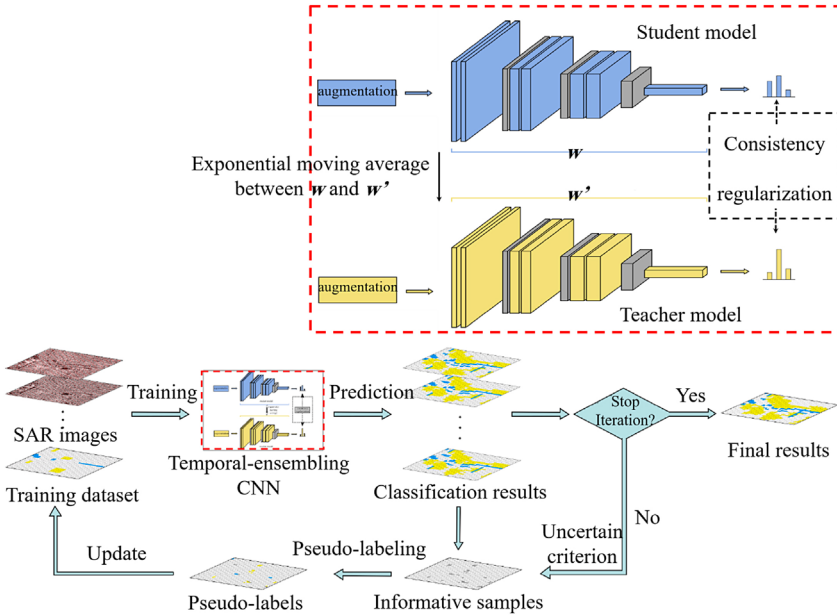 Student model
augmentation
Exponential moving average
between w and w'
w
w'
Consistency
regularization
augmentation
Teacher model
SAR images
Training dataset
Training
Temporal-ensembling
CNN
Prediction
Classification results
Stop
Iteration?
Yes
Final results
No
Uncertain
criterion
Informative samples
Pseudo-labeling
Pseudo-labels
Update